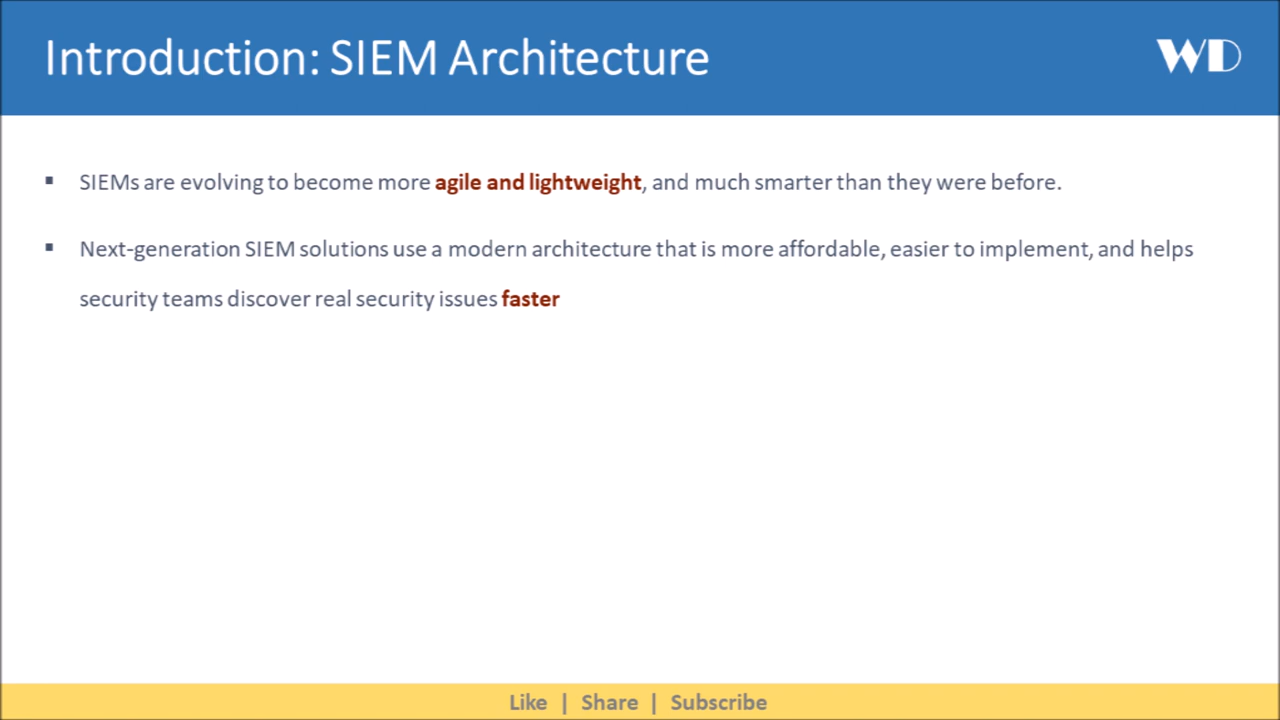 Introduction: SIEM Architecture
WD
▪ SIEMs are evolving to become more agile and lightweight, and much smarter than they were before.
▪ Next-generation SIEM solutions use a modern architecture that is more affordable, easier to implement, and helps
security teams discover real security issues faster
Like | Share | Subscribe